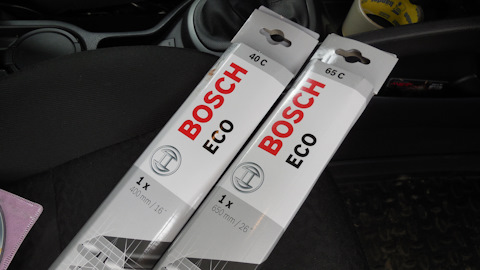 40 C
BOSCH
ECO
1 x
400 mm / 16"
65 C
BOSCH
ECO
1 x
650 mm / 26"